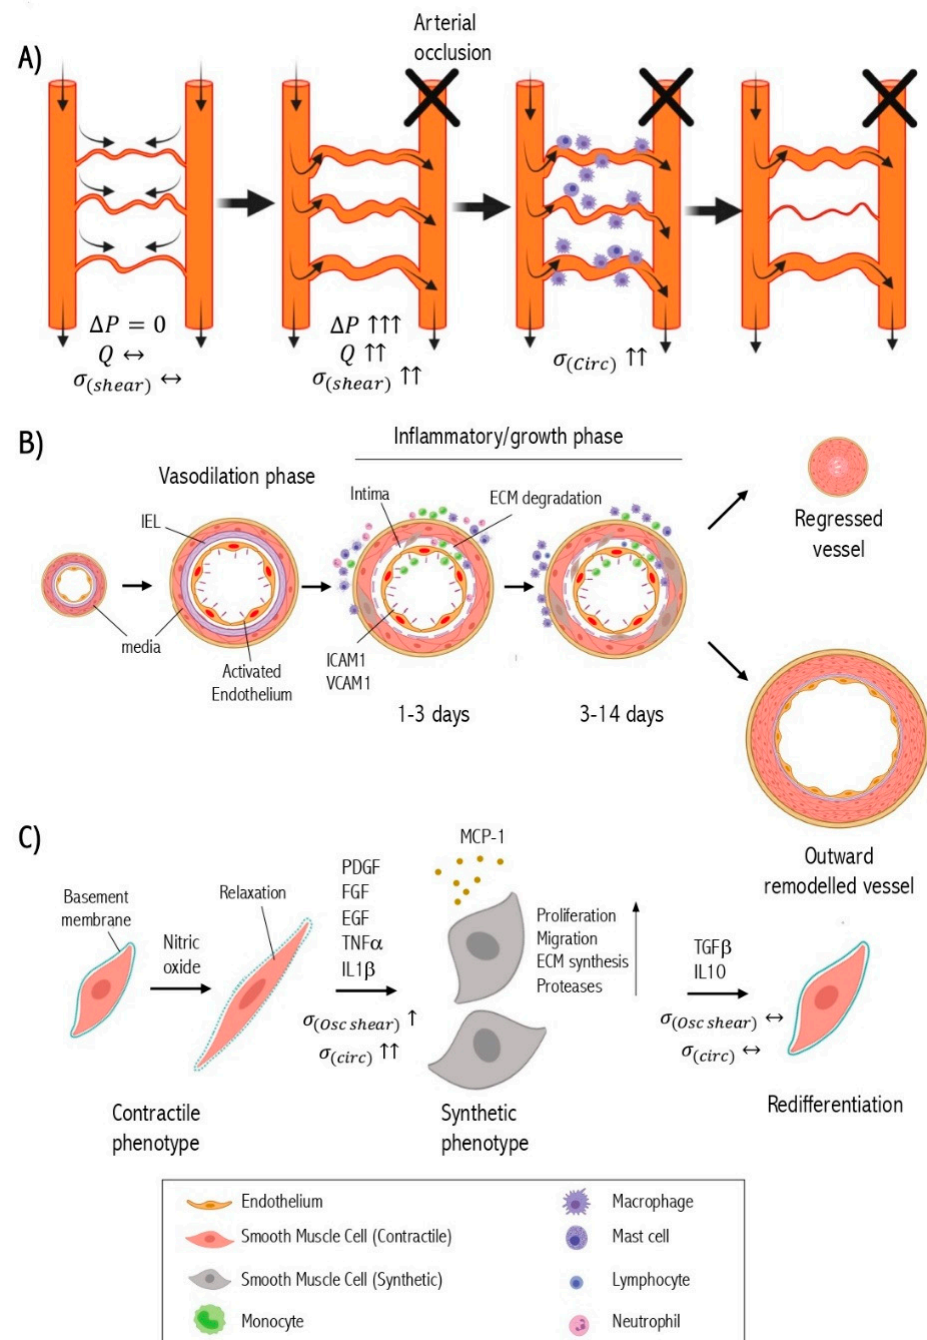 A)
Arterial
occlusion
ΔP = 0
Q ↔
σ(shear) ↔
ΔP ↑↑↑
Q ↑↑
σ(shear) ↑↑
σ(Circ) ↑↑
B)
Inflammatory/growth phase
Vasodilation phase
IEL
Intima
ECM degradation
Regressed
vessel
media
Activated
Endothelium
ICAM1
VCAM1
1-3 days
3-14 days
Outward
remodelled vessel
C)
Basement
membrane
Nitric
oxide
Relaxation
PDGF
FGF
EGF
TNFα
IL1β
σ(Osc shear) ↑
σ(circ) ↑↑
MCP-1
Proliferation
Migration
ECM synthesis
Proteases
TGFβ
IL10
σ(Osc shear) ↔
σ(circ) ↔
Contractile
phenotype
Synthetic
phenotype
Redifferentiation
Endothelium
Smooth Muscle Cell (Contractile)
Smooth Muscle Cell (Synthetic)
Monocyte
Macrophage
Mast cell
Lymphocyte
Neutrophil